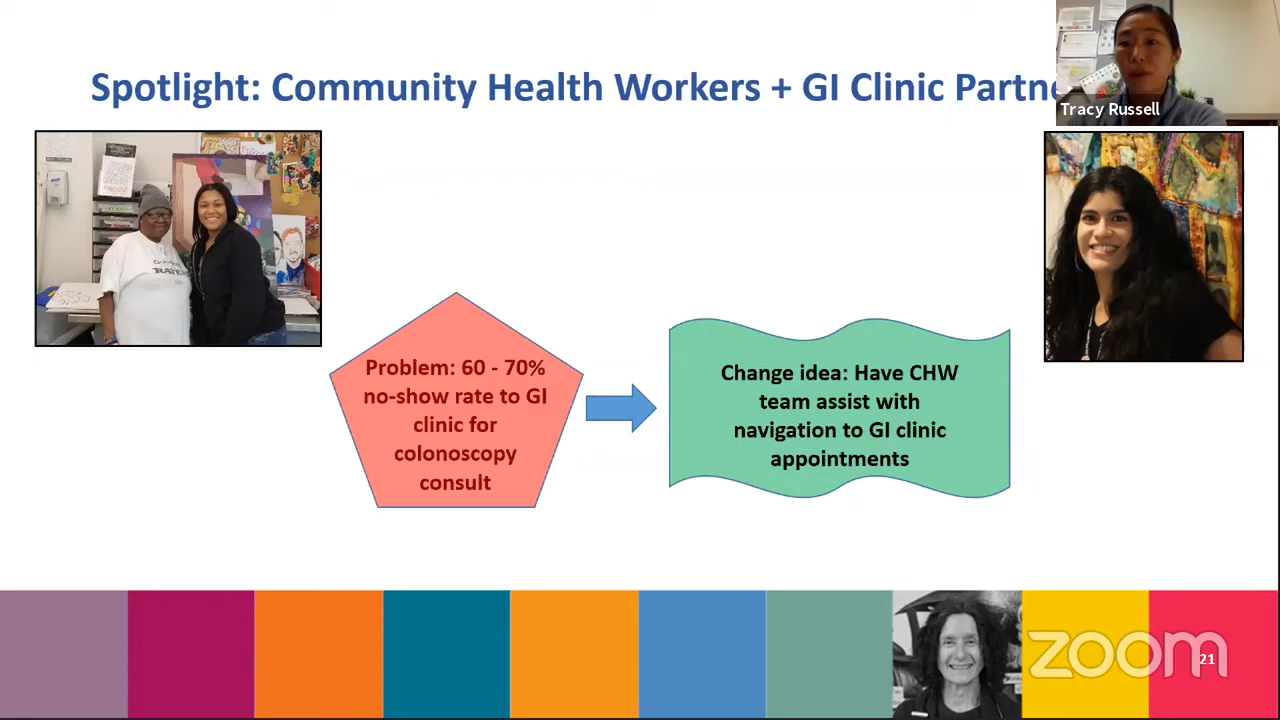 Spotlight: Community Health Workers + GI Clinic Partne
Tracy Russell
RAVE
Problem: 60 - 70%
no-show rate to GI
clinic for
colonoscopy
consult
Change idea: Have CHW
team assist with
navigation to GI clinic
appointments
zoom
21